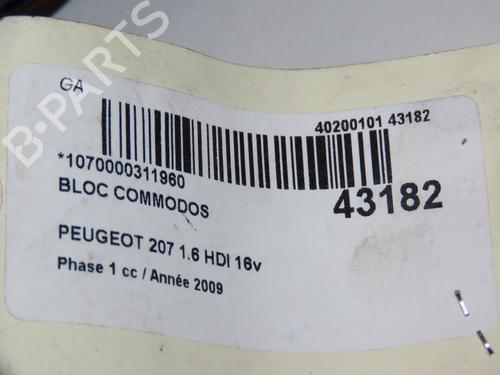 B-PARTS
GA
40200101 43182
*1070000311960
43182
BLOC COMMODOS
PEUGEOT 207 1.6 HDI 16v
Phase 1 cc / Année 2009